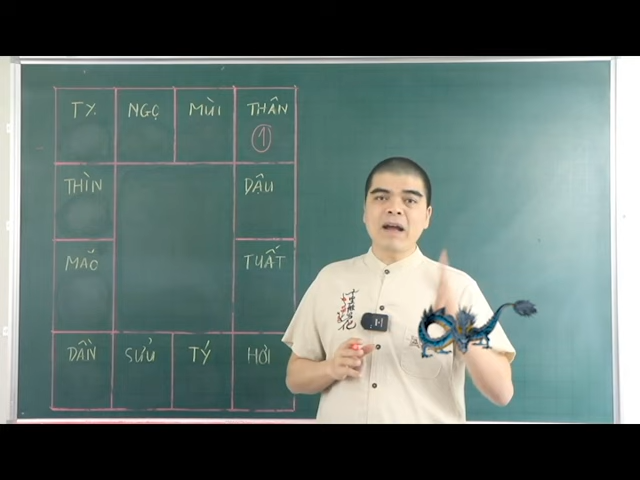 TỴ NGỌ MÙI THÂN
1
THÌN DẬU
MÃO TUẤT
DẦN SỬU TÝ HỢI